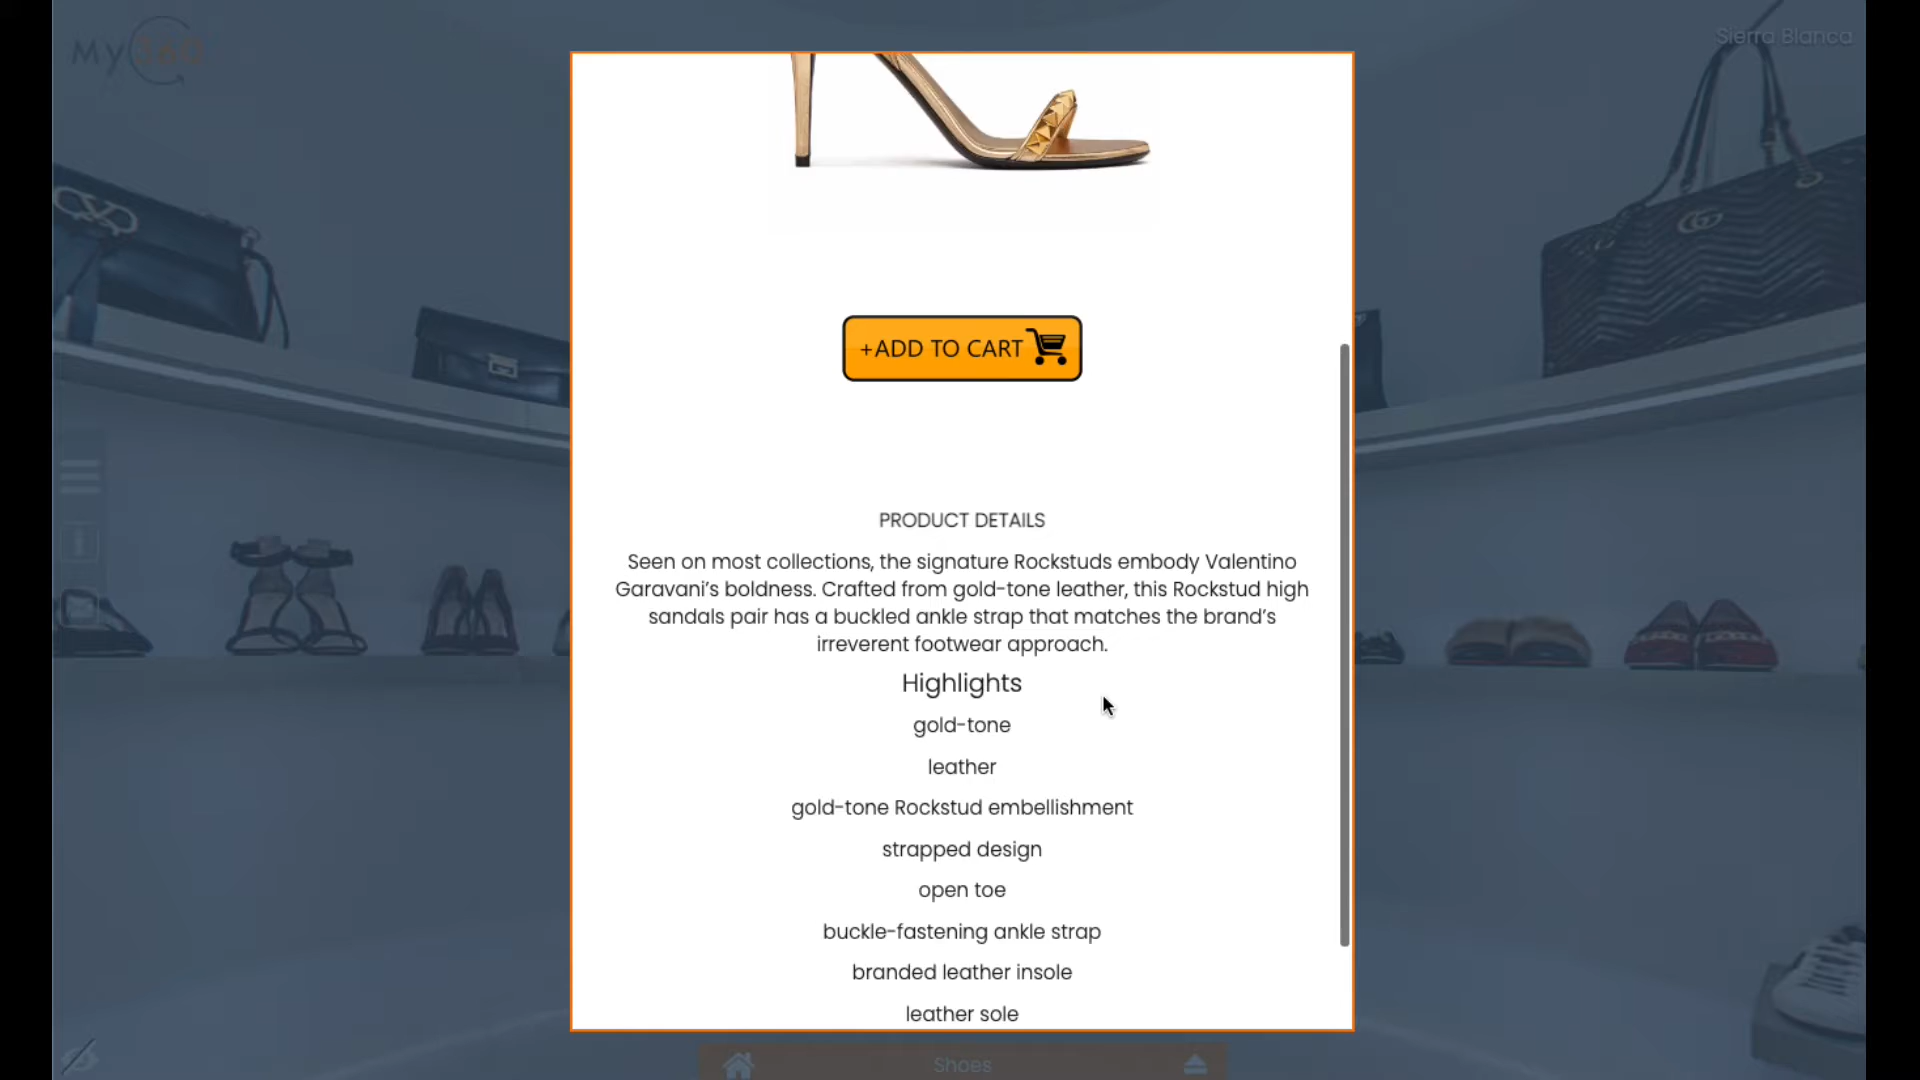 My 360
Sierra Blanca
+ADD TO CART
PRODUCT DETAILS
Seen on most collections, the signature Rockstuds embody Valentino
Garavani’s boldness. Crafted from gold-tone leather, this Rockstud high
sandals pair has a buckled ankle strap that matches the brand’s
irreverent footwear approach.
Highlights
gold-tone
leather
gold-tone Rockstud embellishment
strapped design
open toe
buckle-fastening ankle strap
branded leather insole
leather sole
Shoes